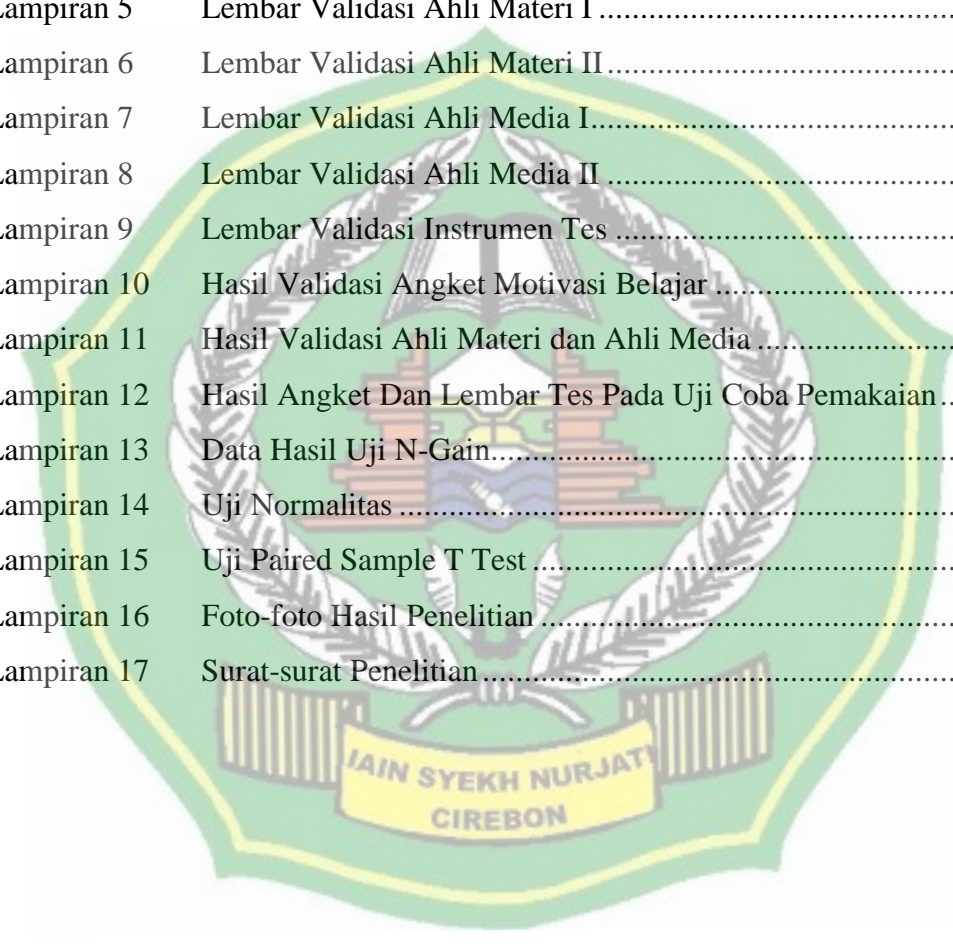 Lampiran 5 Lembar Validasi Ahli Materi I ............................................................
Lampiran 6 Lembar Validasi Ahli Materi II ...........................................................
Lampiran 7 Lembar Validasi Ahli Media I.............................................................
Lampiran 8 Lembar Validasi Ahli Media II ...........................................................
Lampiran 9 Lembar Validasi Instrumen Tes ..........................................................
Lampiran 10 Hasil Validasi Angket Motivasi Belajar ..........................................
Lampiran 11 Hasil Validasi Ahli Materi dan Ahli Media ....................................
Lampiran 12 Hasil Angket Dan Lembar Tes Pada Uji Coba Pemakaian ..
Lampiran 13 Data Hasil Uji N-Gain.............................................................................
Lampiran 14 Uji Normalitas ..........................................................................................
Lampiran 15 Uji Paired Sample T Test ........................................................................
Lampiran 16 Foto-foto Hasil Penelitian ......................................................................
Lampiran 17 Surat-surat Penelitian ..............................................................................
IAIN SYEKH NURJATI
CIREBON